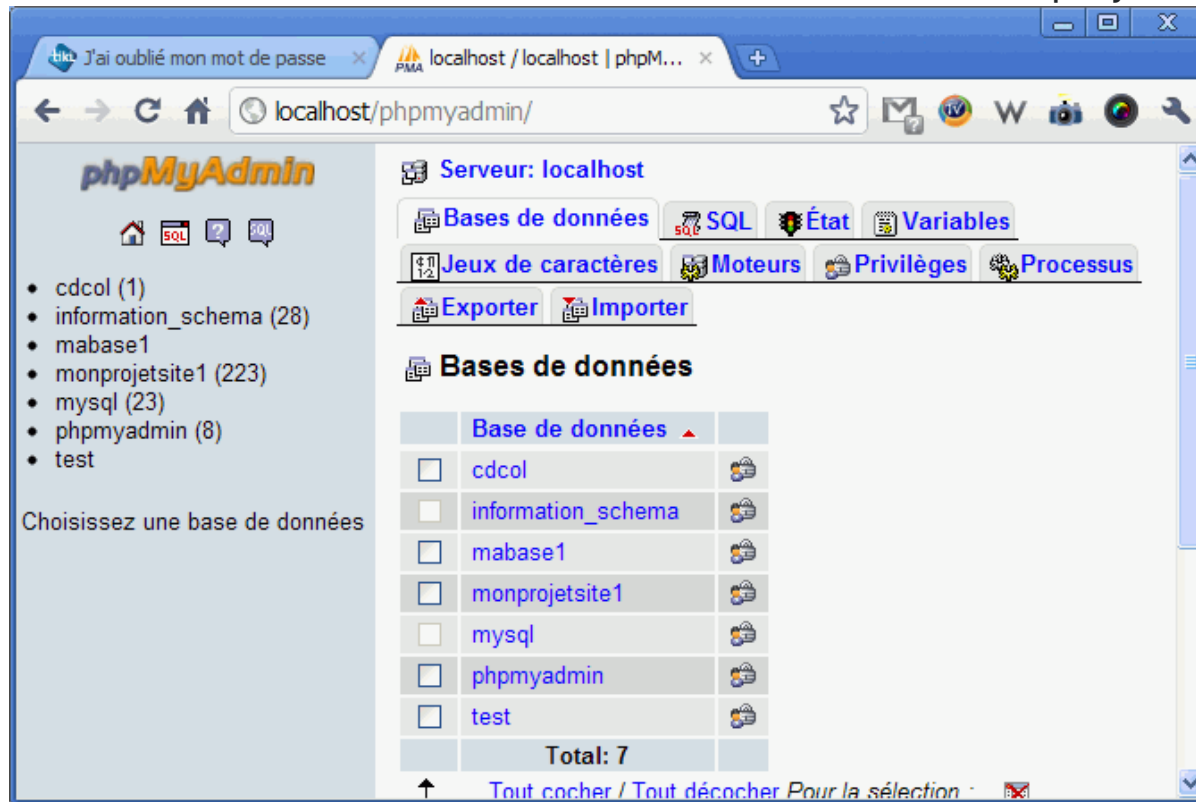 J'ai oublié mon mot de passe
PMA localhost / localhost | phpM...
localhost/phpmyadmin/
phpMyAdmin
SQL
SQL
cdcol (1)
information_schema (28)
mabase1
monprojetsite1 (223)
mysql (23)
phpmyadmin (8)
test
Choisissez une base de données
Serveur: localhost
Bases de données SQL État Variables
Jeux de caractères Moteurs Privilèges Processus
Exporter Importer
Bases de données
Base de données
cdcol
information_schema
mabase1
monprojetsite1
mysql
phpmyadmin
test
Total: 7
Tout cocher / Tout décocher Pour la sélection :